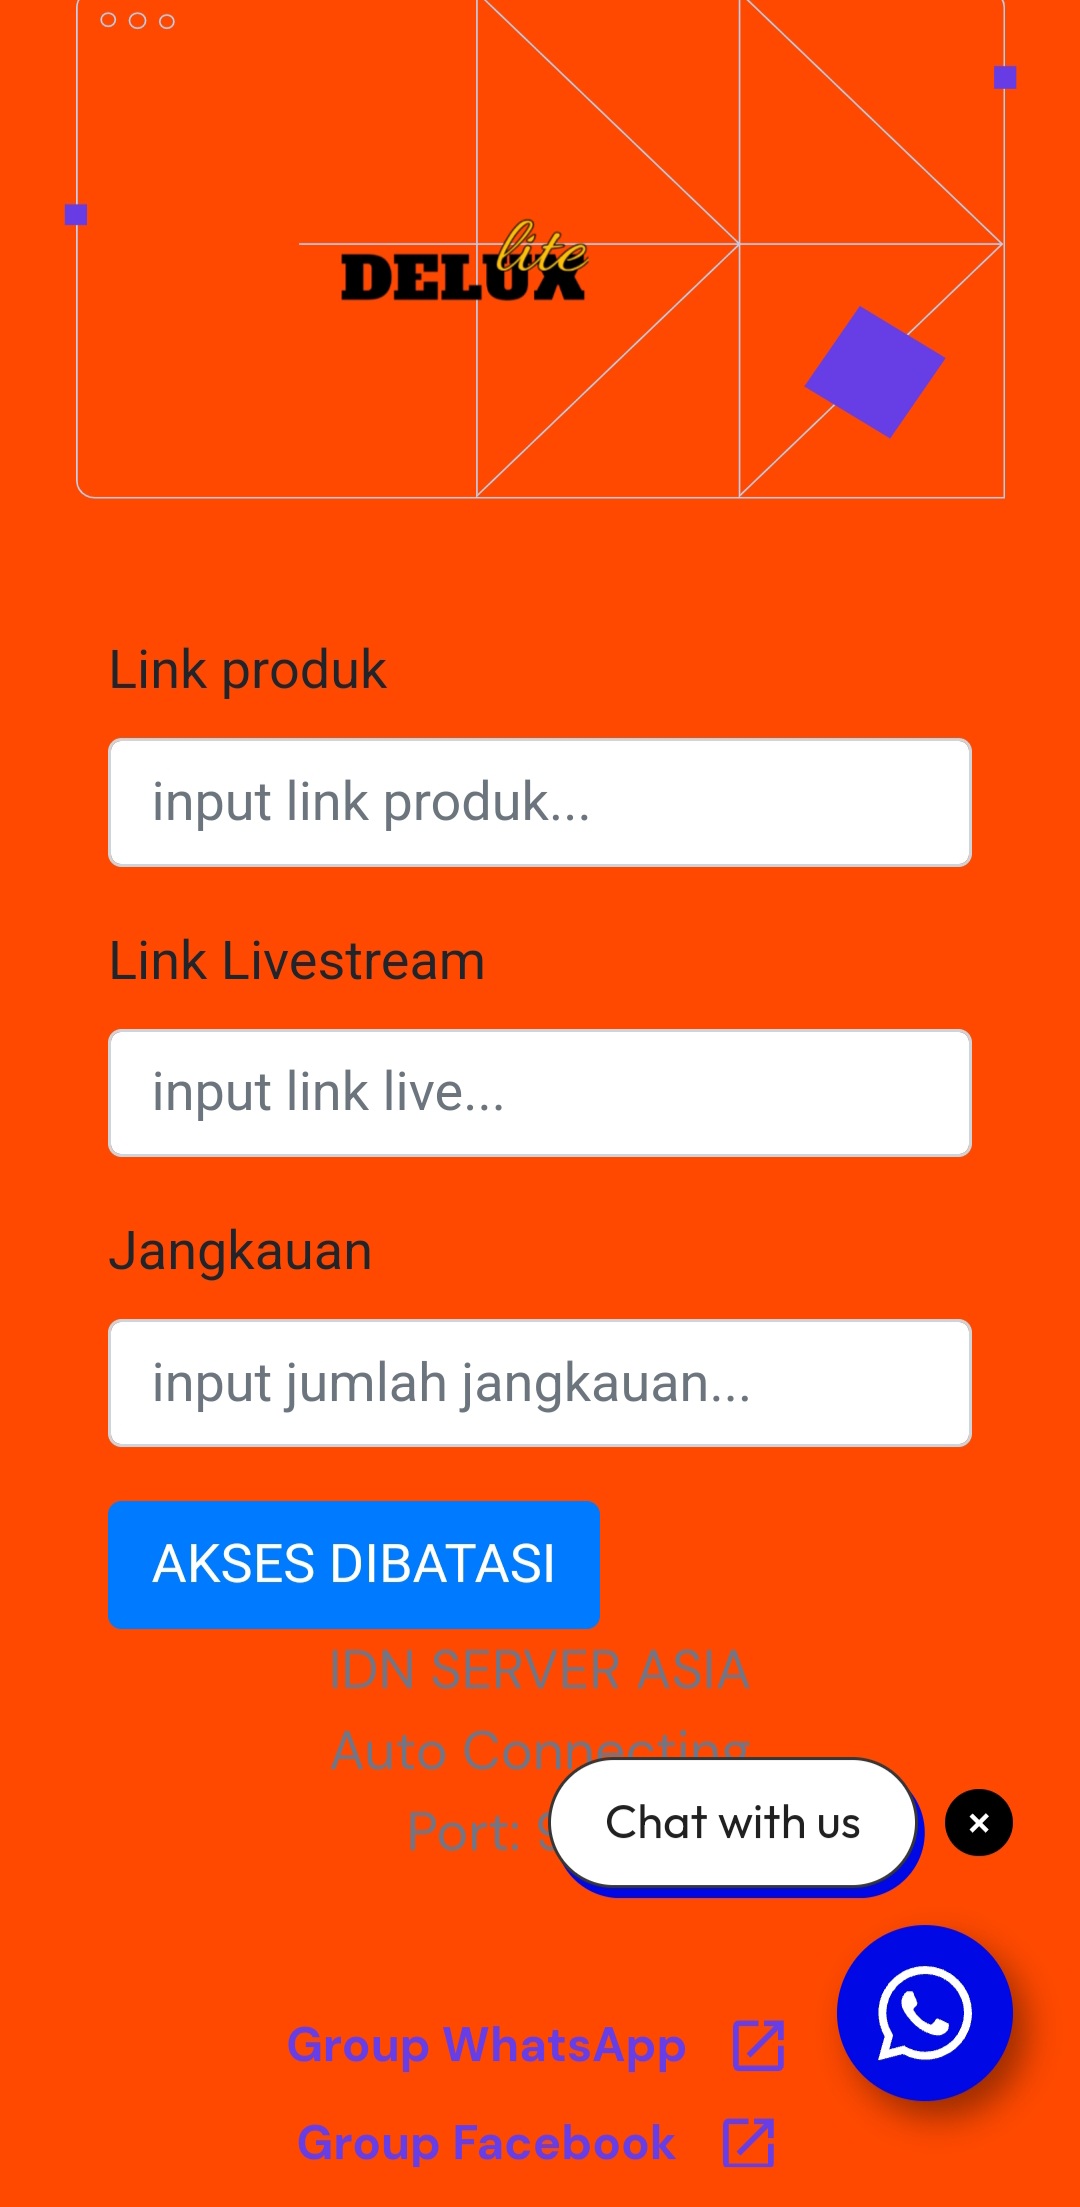 DELUX lite
Link produk
input link produk...
Link Livestream
input link live...
Jangkauan
input jumlah jangkauan...
AKSES DIBATASI
IDN SERVER ASIA
Auto Connecting
Port:
Chat with us
×
Group WhatsApp
Group Facebook